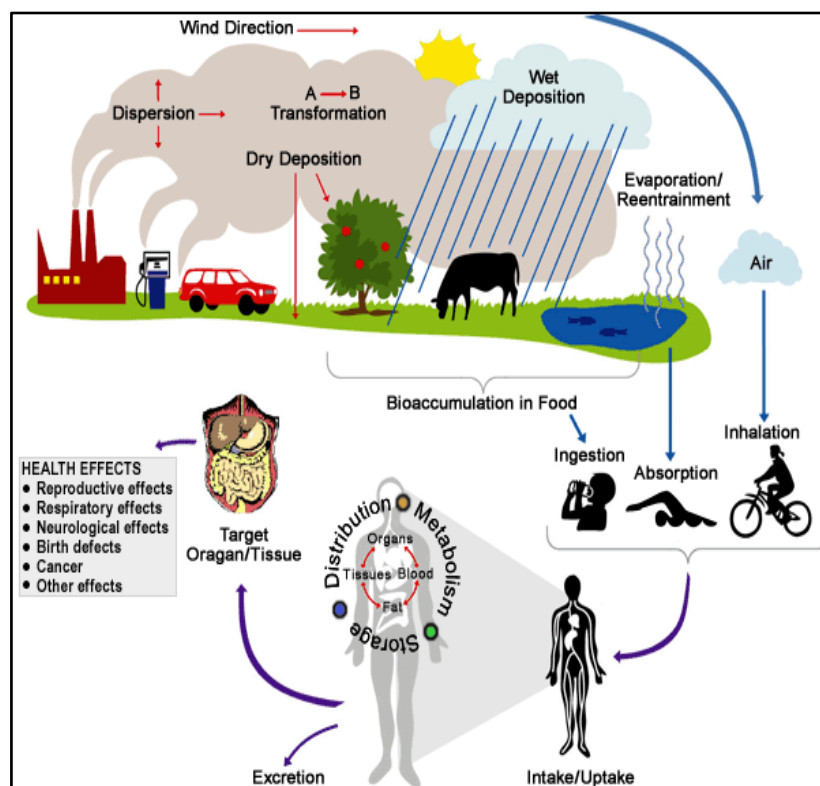 Wind Direction
Wet
Deposition
A → B
Dispersion
Transformation
Dry Deposition
Evaporation/
Reentrainment
Air
Bioaccumulation in Food
Inhalation
Ingestion
Absorption
HEALTH EFFECTS
● Reproductive effects
● Respiratory effects
● Neurological effects
● Birth defects
● Cancer
● Other effects
Target
Oragan/Tissue
Distribution
Metabolism
Storage
Organs
Tissues
Blood
Fat
Excretion
Intake/Uptake